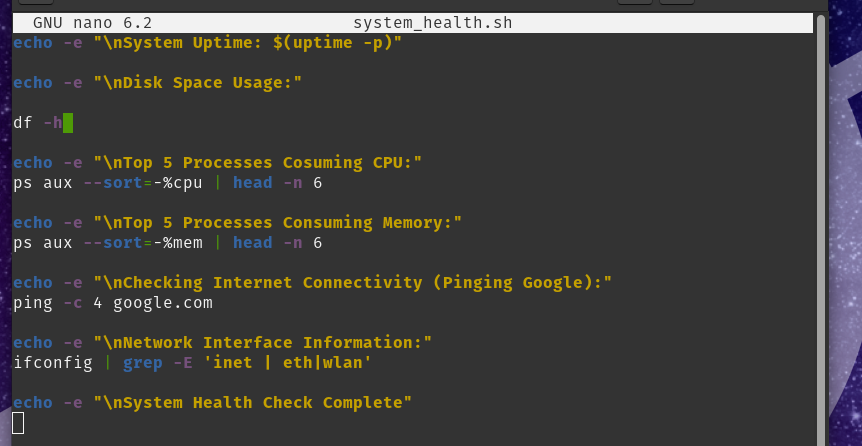 GNU nano 6.2 system_health.sh
echo -e "\nSystem Uptime: $(uptime -p)"
echo -e "\nDisk Space Usage:"
df -h
echo -e "\nTop 5 Processes Cosuming CPU:"
ps aux --sort=-%cpu | head -n 6
echo -e "\nTop 5 Processes Consuming Memory:"
ps aux --sort=-%mem | head -n 6
echo -e "\nChecking Internet Connectivity (Pinging Google):"
ping -c 4 google.com
echo -e "\nNetwork Interface Information:"
ifconfig | grep -E 'inet | eth|wlan'
echo -e "\nSystem Health Check Complete"